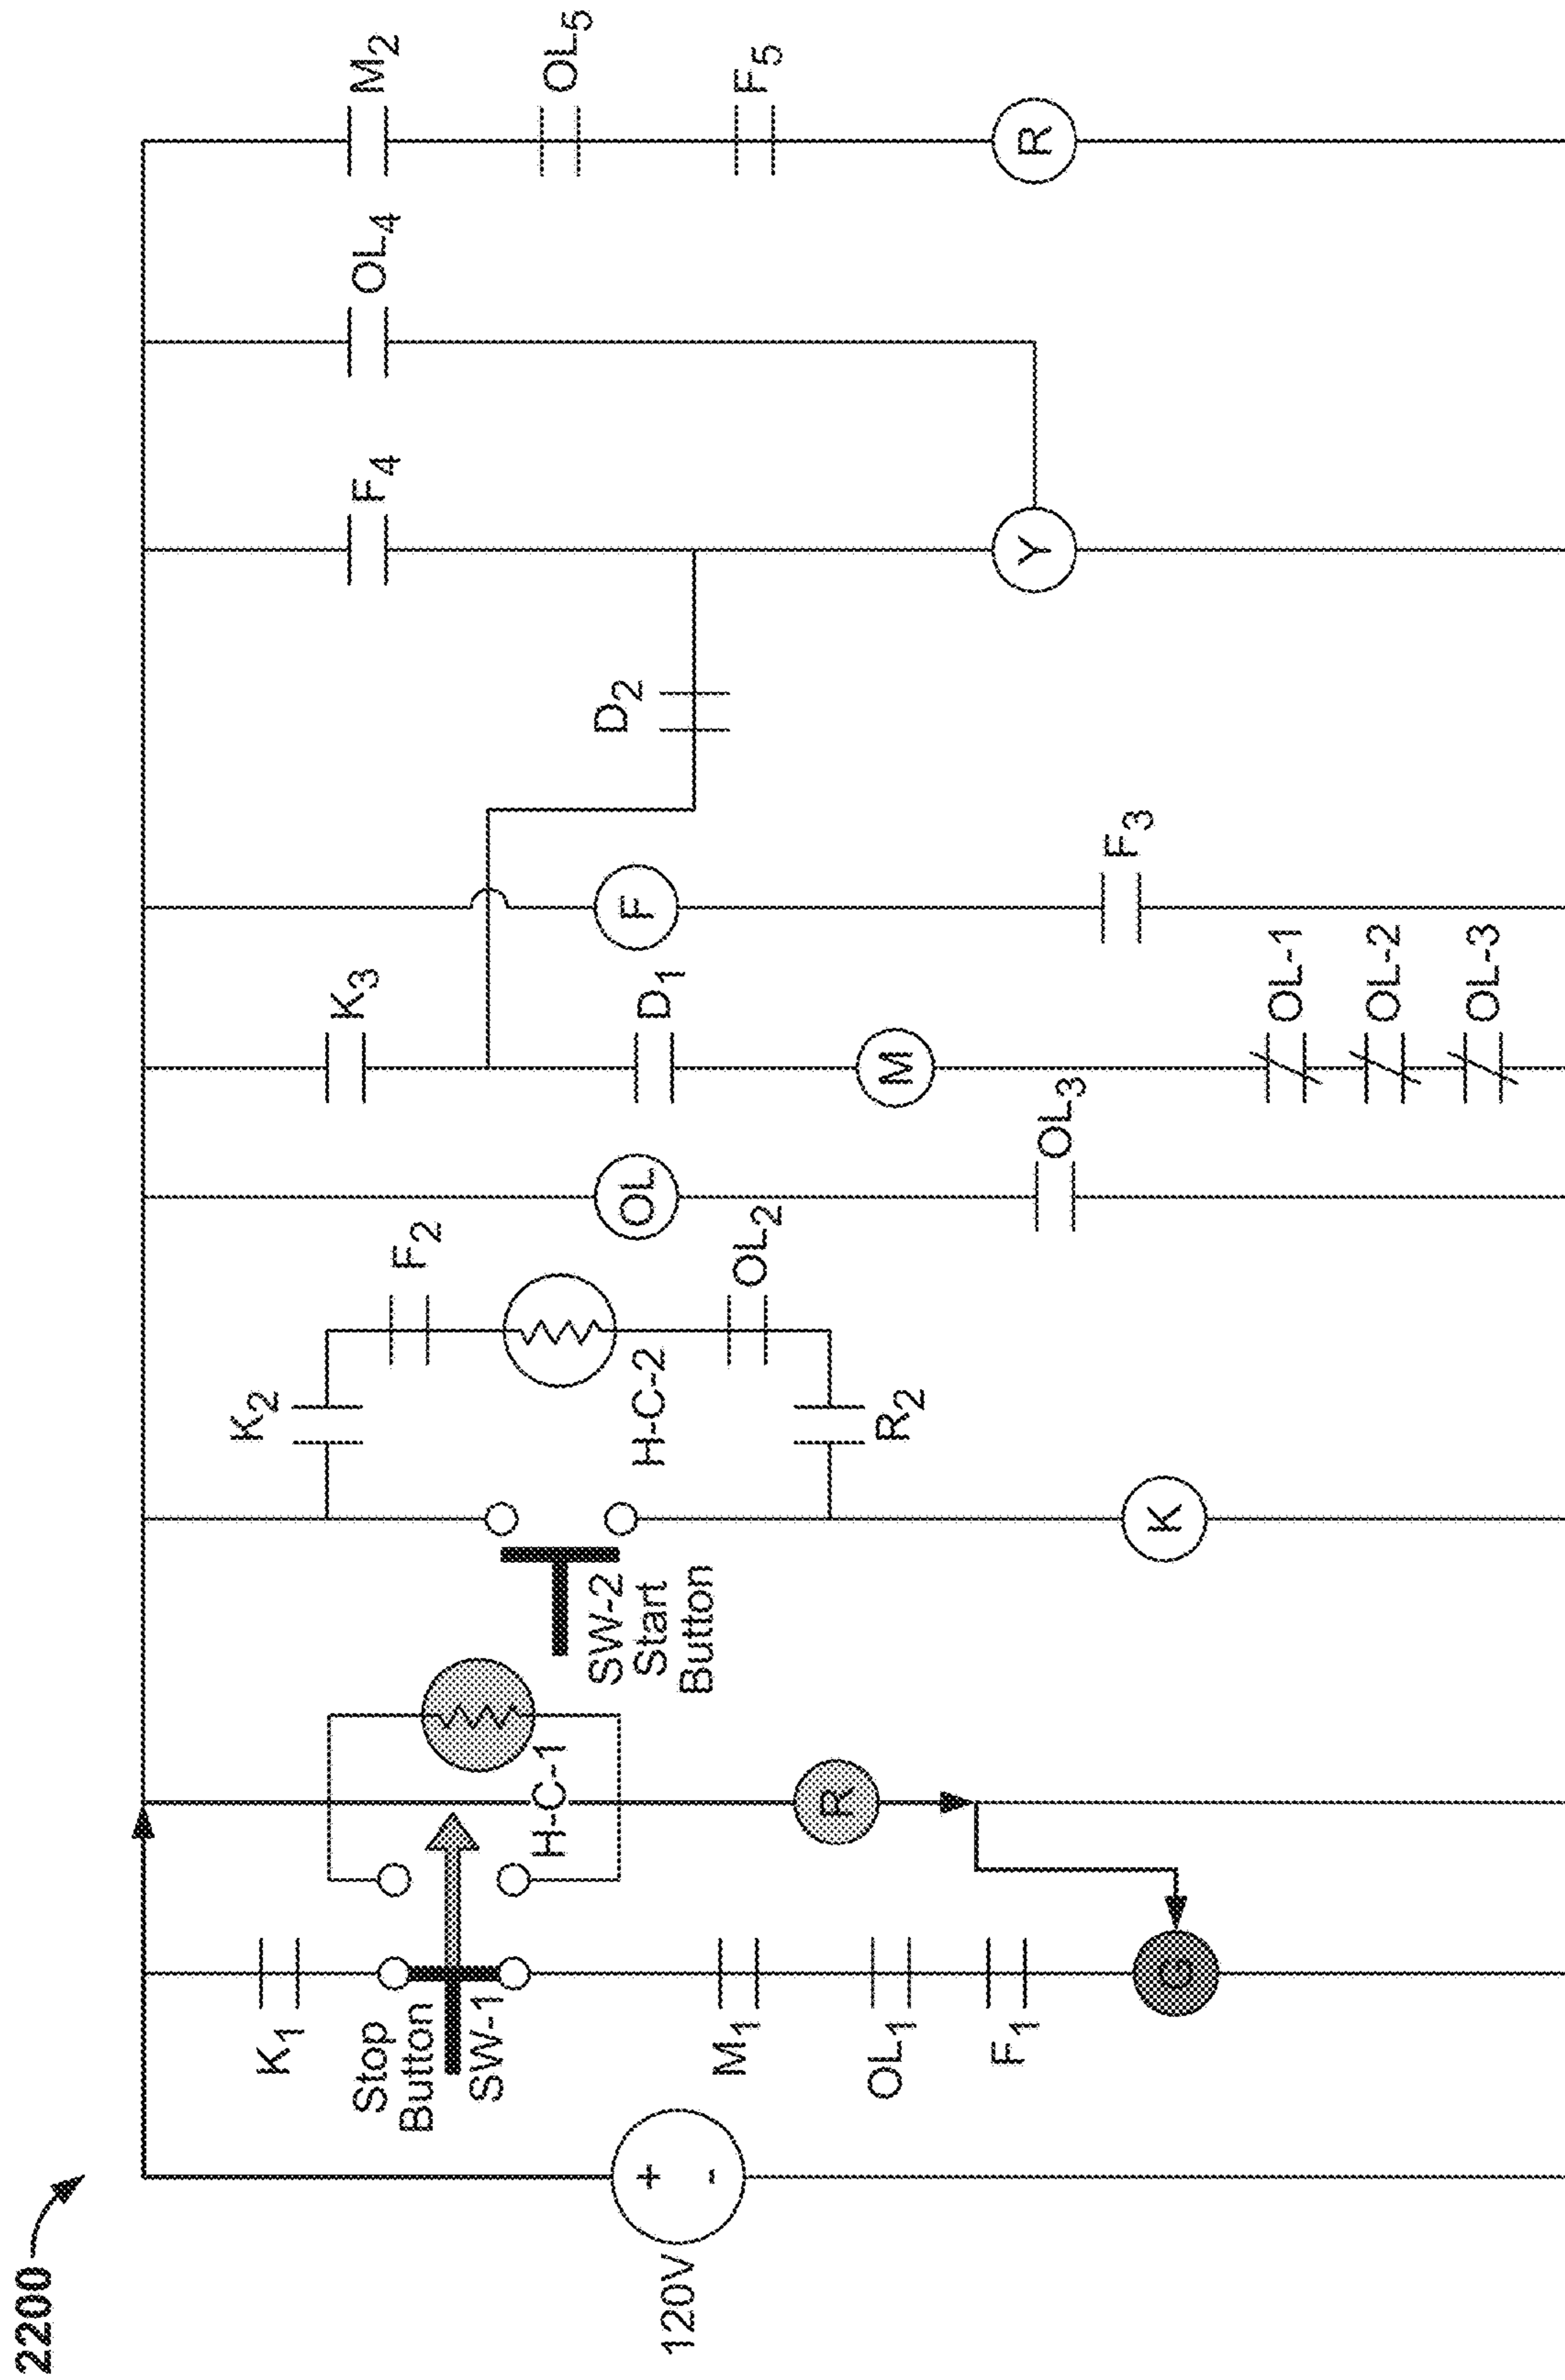 2200
120V
+
-
K1
Stop
Button
SW-1
M1
OL1
F1
G
H-C-1
R
SW-2
Start
Button
K2
F2
H-C-2
OL2
R2
K
OL
OL3
K3
D1
M
OL-1
OL-2
OL-3
F
F3
D2
F4
Y
OL4
M2
OL5
F5
R